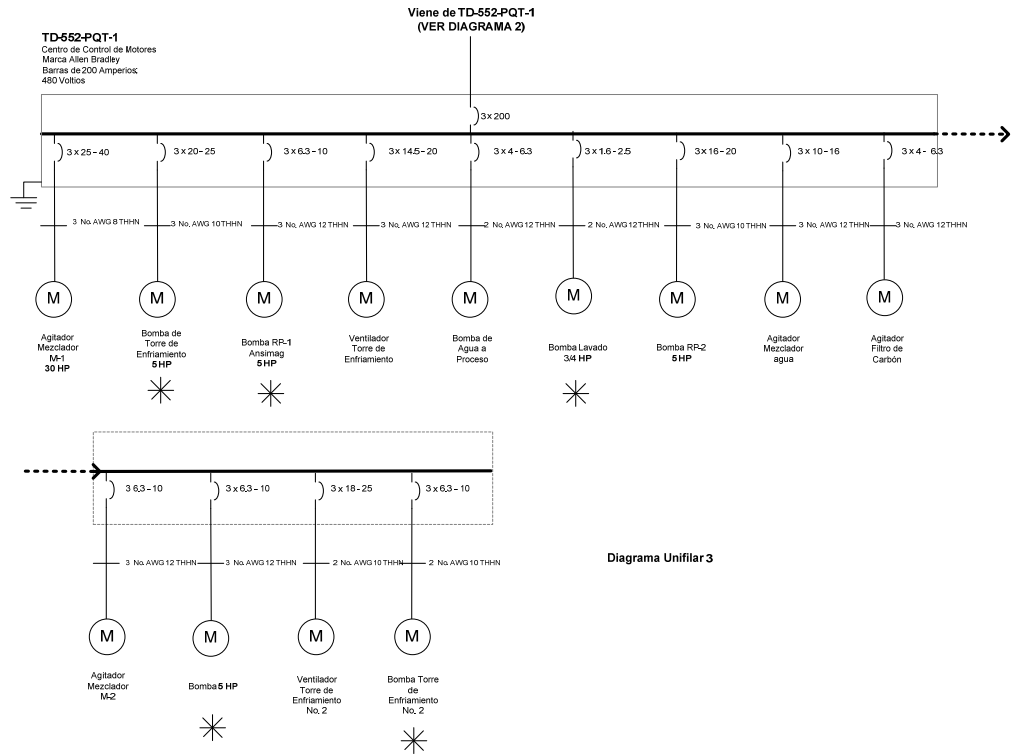 Viene de TD-552-PQT-1
(VER DIAGRAMA 2)
TD-552-PQT-1
Centro de Control de Motores
Marca Allen Bradley
Barras de 200 Amperios;
480 Voltios
3 x 200
3 x 25 - 40
3 x 20 - 25
3 x 6.3 - 10
3 x 14.5 - 20
3 x 4 - 6.3
3 x 1.6 - 2.5
3 x 16 - 20
3 x 10 - 16
3 x 4 - 6.3
3 No. AWG 8 THHN
3 No. AWG 10 THHN
3 No. AWG 12 THHN
3 No. AWG 12 THHN
2 No. AWG 12 THHN
2 No. AWG 12 THHN
3 No. AWG 10 THHN
3 No. AWG 12 THHN
3 No. AWG 12 THHN
M
M
M
M
M
M
M
M
M
Agitador
Mezclador
M-1
30 HP
Bomba de
Torre de
Enfriamiento
5 HP
Bomba RP-1
Ansimag
5 HP
Ventilador
Torre de
Enfriamiento
Bomba de
Agua a
Proceso
Bomba Lavado
3/4 HP
Bomba RP-2
5 HP
Agitador
Mezclador
agua
Agitador
Filtro de
Carbón
3 6,3 - 10
3 x 6,3 - 10
3 x 18 - 25
3 x 6,3 - 10
3 No. AWG 12 THHN
3 No. AWG 12 THHN
2 No. AWG 10 THHN
2 No. AWG 10 THHN
Diagrama Unifilar 3
M
M
M
M
Agitador
Mezclador
M-2
Bomba 5 HP
Ventilador
Torre de
Enfriamiento
No. 2
Bomba Torre
de
Enfriamiento
No. 2